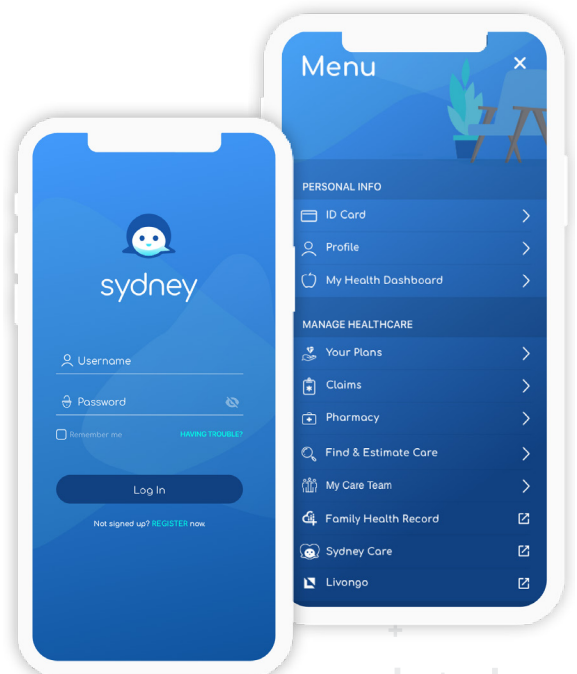 sydney
Username
Password
Remember me
HAVING TROUBLE?
Log In
Not signed up? REGISTER now.
Menu
PERSONAL INFO
ID Card
Profile
My Health Dashboard
MANAGE HEALTHCARE
Your Plans
Claims
Pharmacy
Find & Estimate Care
My Care Team
Family Health Record
Sydney Care
Livongo